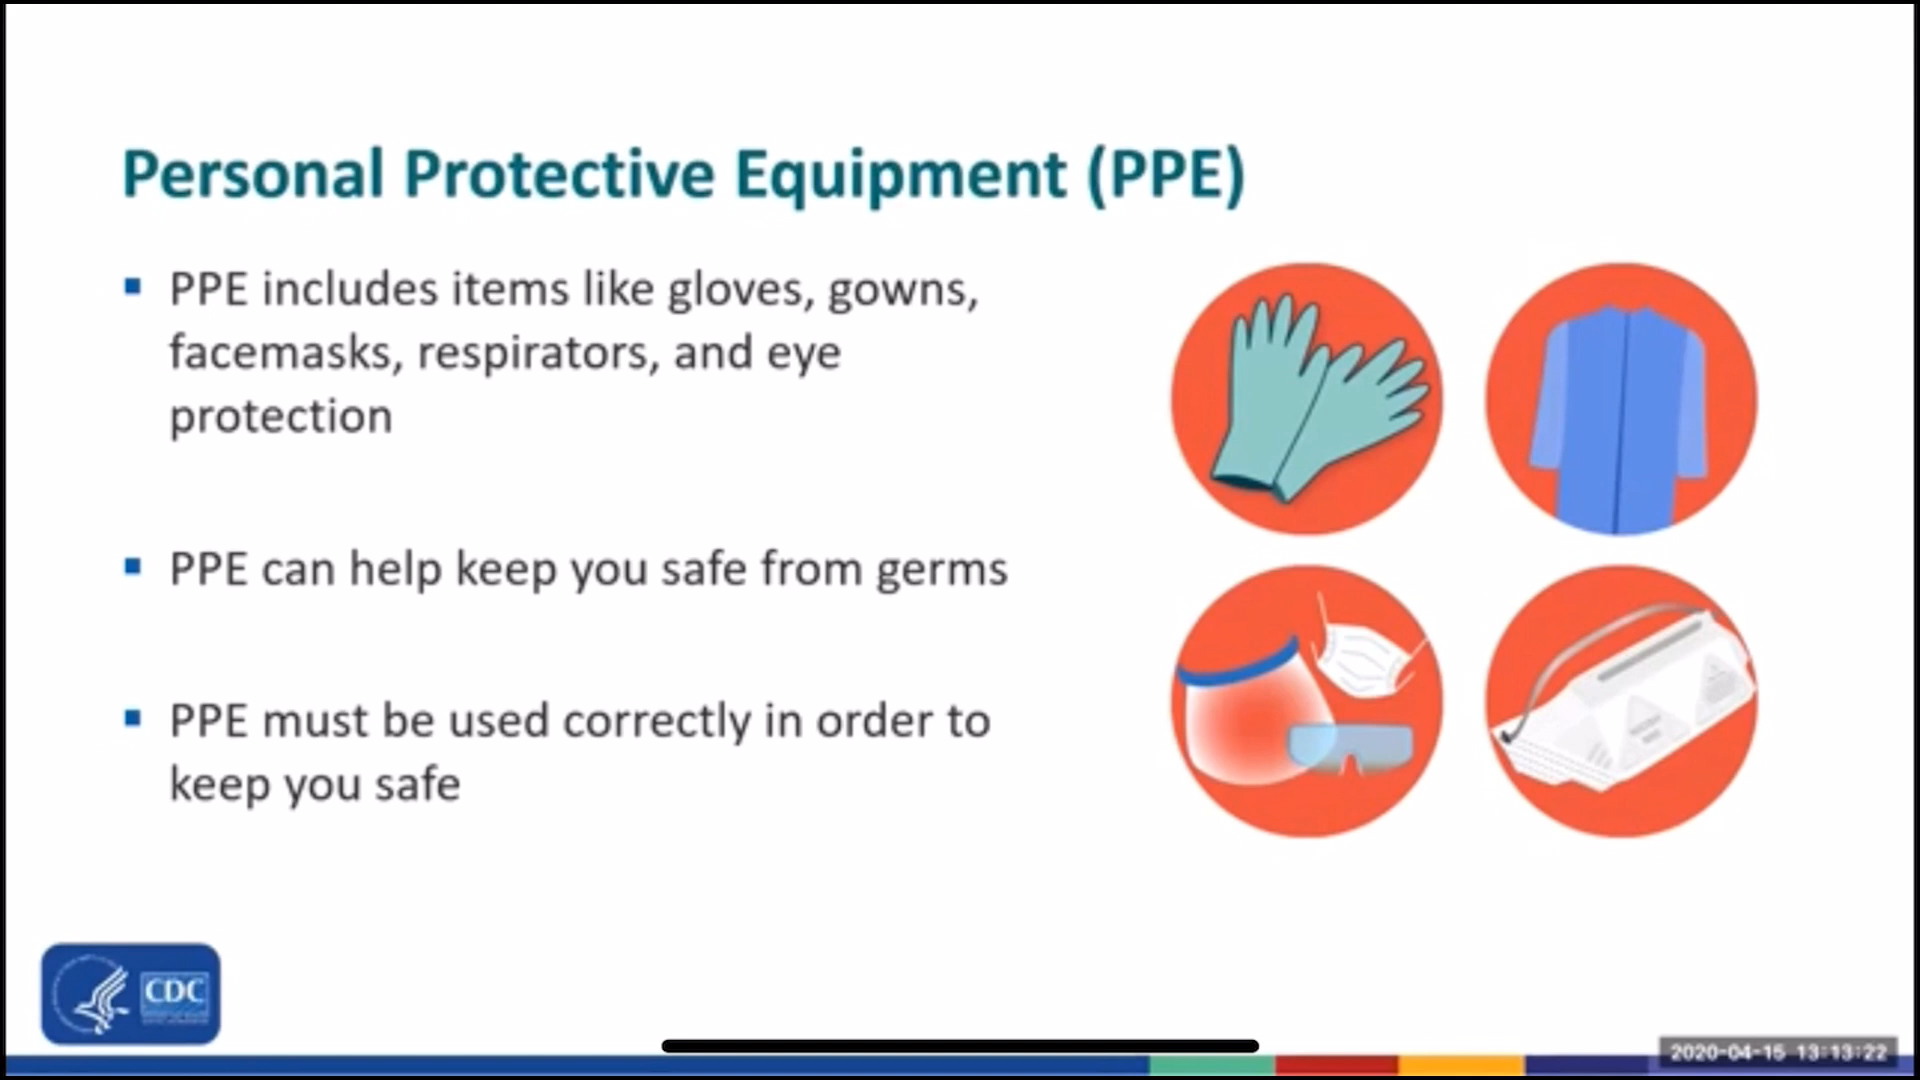 Personal Protective Equipment (PPE)
▪ PPE includes items like gloves, gowns,
facemasks, respirators, and eye
protection
▪ PPE can help keep you safe from germs
▪ PPE must be used correctly in order to
keep you safe
CDC
2020-04-15 13:13:22